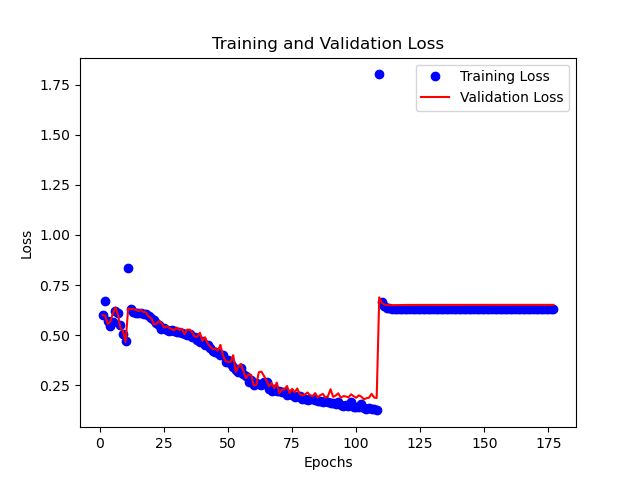 Training and Validation Loss
Training Loss
Validation Loss
1.75
1.50
1.25
1.00
0.75
0.50
0.25
Loss
0 25 50 75 100 125 150 175
Epochs